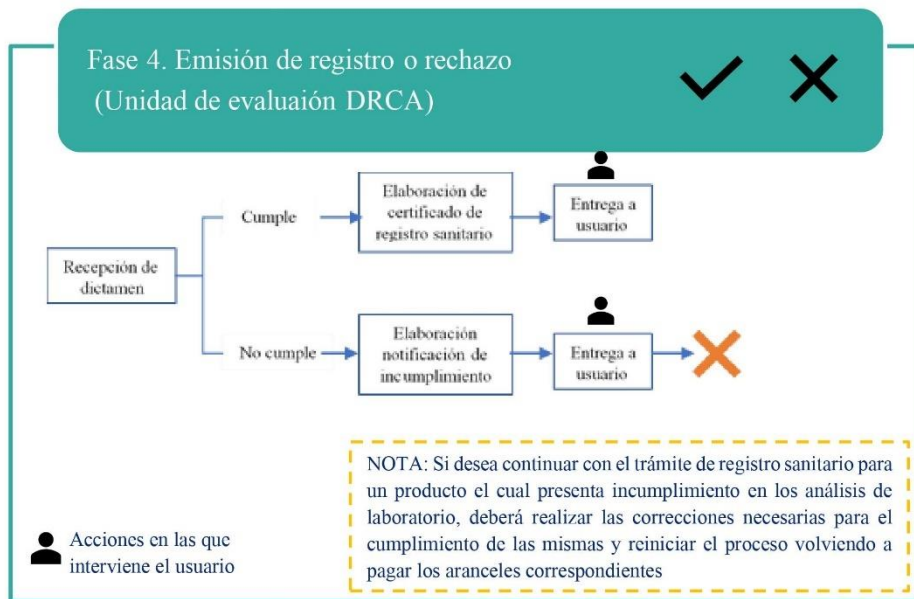 Fase 4. Emisión de registro o rechazo
(Unidad de evaluaión DRCA)
Cumple
Elaboración de
certificado de
registro sanitario
Entrega a
usuario
Recepción de
dictamen
No cumple
Elaboración
notificación de
incumplimiento
Entrega a
usuario
NOTA: Si desea continuar con el trámite de registro sanitario para
un producto el cual presenta incumplimiento en los análisis de
laboratorio, deberá realizar las correcciones necesarias para el
cumplimiento de las mismas y reiniciar el proceso volviendo a
pagar los aranceles correspondientes
Acciones en las que
interviene el usuario